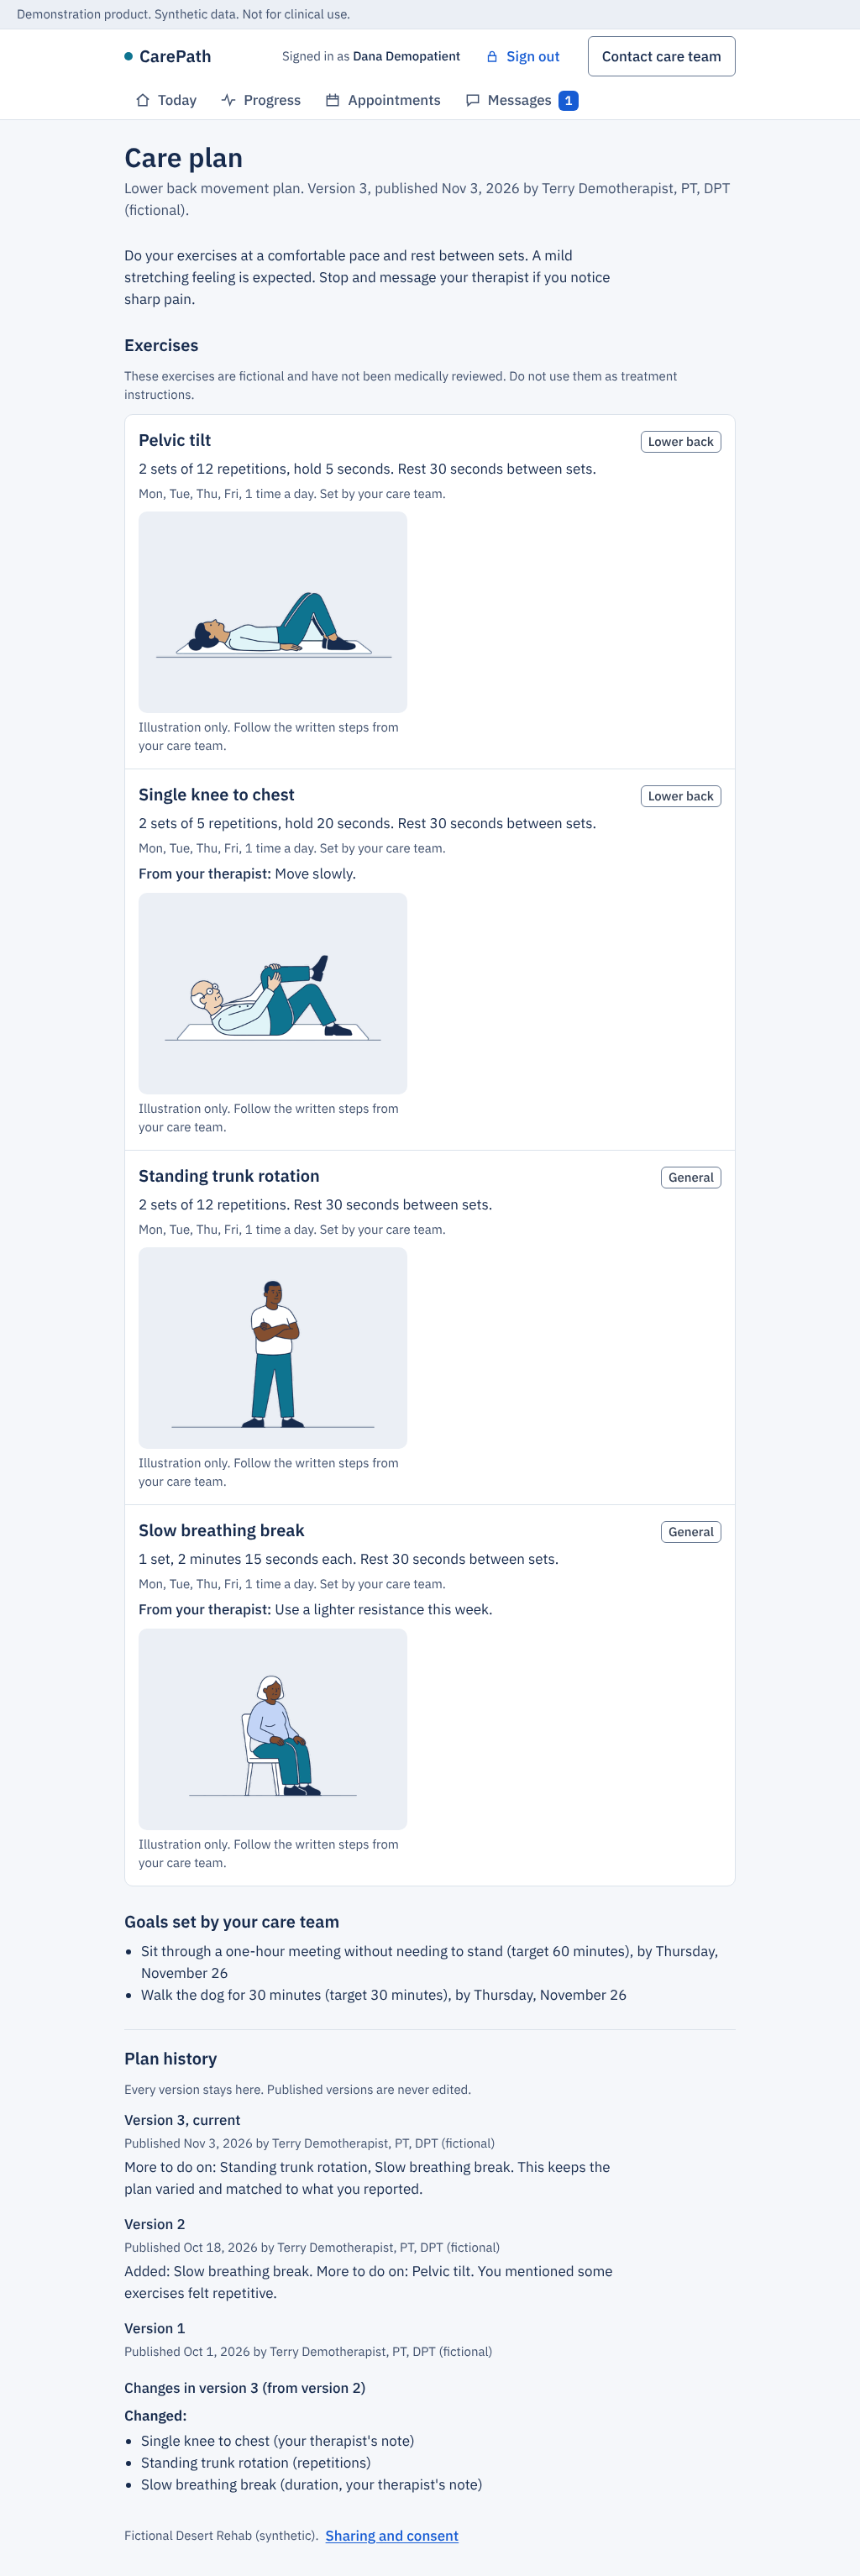 Demonstration product. Synthetic data. Not for clinical use.
CarePath
Signed in as Dana Demopatient
Sign out
Contact care team
Today
Progress
Appointments
Messages 1
Care plan
Lower back movement plan. Version 3, published Nov 3, 2026 by Terry Demotherapist, PT, DPT
(fictional).
Do your exercises at a comfortable pace and rest between sets. A mild
stretching feeling is expected. Stop and message your therapist if you notice
sharp pain.
Exercises
These exercises are fictional and have not been medically reviewed. Do not use them as treatment
instructions.
Pelvic tilt
Lower back
2 sets of 12 repetitions, hold 5 seconds. Rest 30 seconds between sets.
Mon, Tue, Thu, Fri, 1 time a day. Set by your care team.
Illustration only. Follow the written steps from
your care team.
Single knee to chest
Lower back
2 sets of 5 repetitions, hold 20 seconds. Rest 30 seconds between sets.
Mon, Tue, Thu, Fri, 1 time a day. Set by your care team.
From your therapist: Move slowly.
Illustration only. Follow the written steps from
your care team.
Standing trunk rotation
General
2 sets of 12 repetitions. Rest 30 seconds between sets.
Mon, Tue, Thu, Fri, 1 time a day. Set by your care team.
Illustration only. Follow the written steps from
your care team.
Slow breathing break
General
1 set, 2 minutes 15 seconds each. Rest 30 seconds between sets.
Mon, Tue, Thu, Fri, 1 time a day. Set by your care team.
From your therapist: Use a lighter resistance this week.
Illustration only. Follow the written steps from
your care team.
Goals set by your care team
• Sit through a one-hour meeting without needing to stand (target 60 minutes), by Thursday,
November 26
• Walk the dog for 30 minutes (target 30 minutes), by Thursday, November 26
Plan history
Every version stays here. Published versions are never edited.
Version 3, current
Published Nov 3, 2026 by Terry Demotherapist, PT, DPT (fictional)
More to do on: Standing trunk rotation, Slow breathing break. This keeps the
plan varied and matched to what you reported.
Version 2
Published Oct 18, 2026 by Terry Demotherapist, PT, DPT (fictional)
Added: Slow breathing break. More to do on: Pelvic tilt. You mentioned some
exercises felt repetitive.
Version 1
Published Oct 1, 2026 by Terry Demotherapist, PT, DPT (fictional)
Changes in version 3 (from version 2)
Changed:
• Single knee to chest (your therapist's note)
• Standing trunk rotation (repetitions)
• Slow breathing break (duration, your therapist's note)
Fictional Desert Rehab (synthetic). Sharing and consent